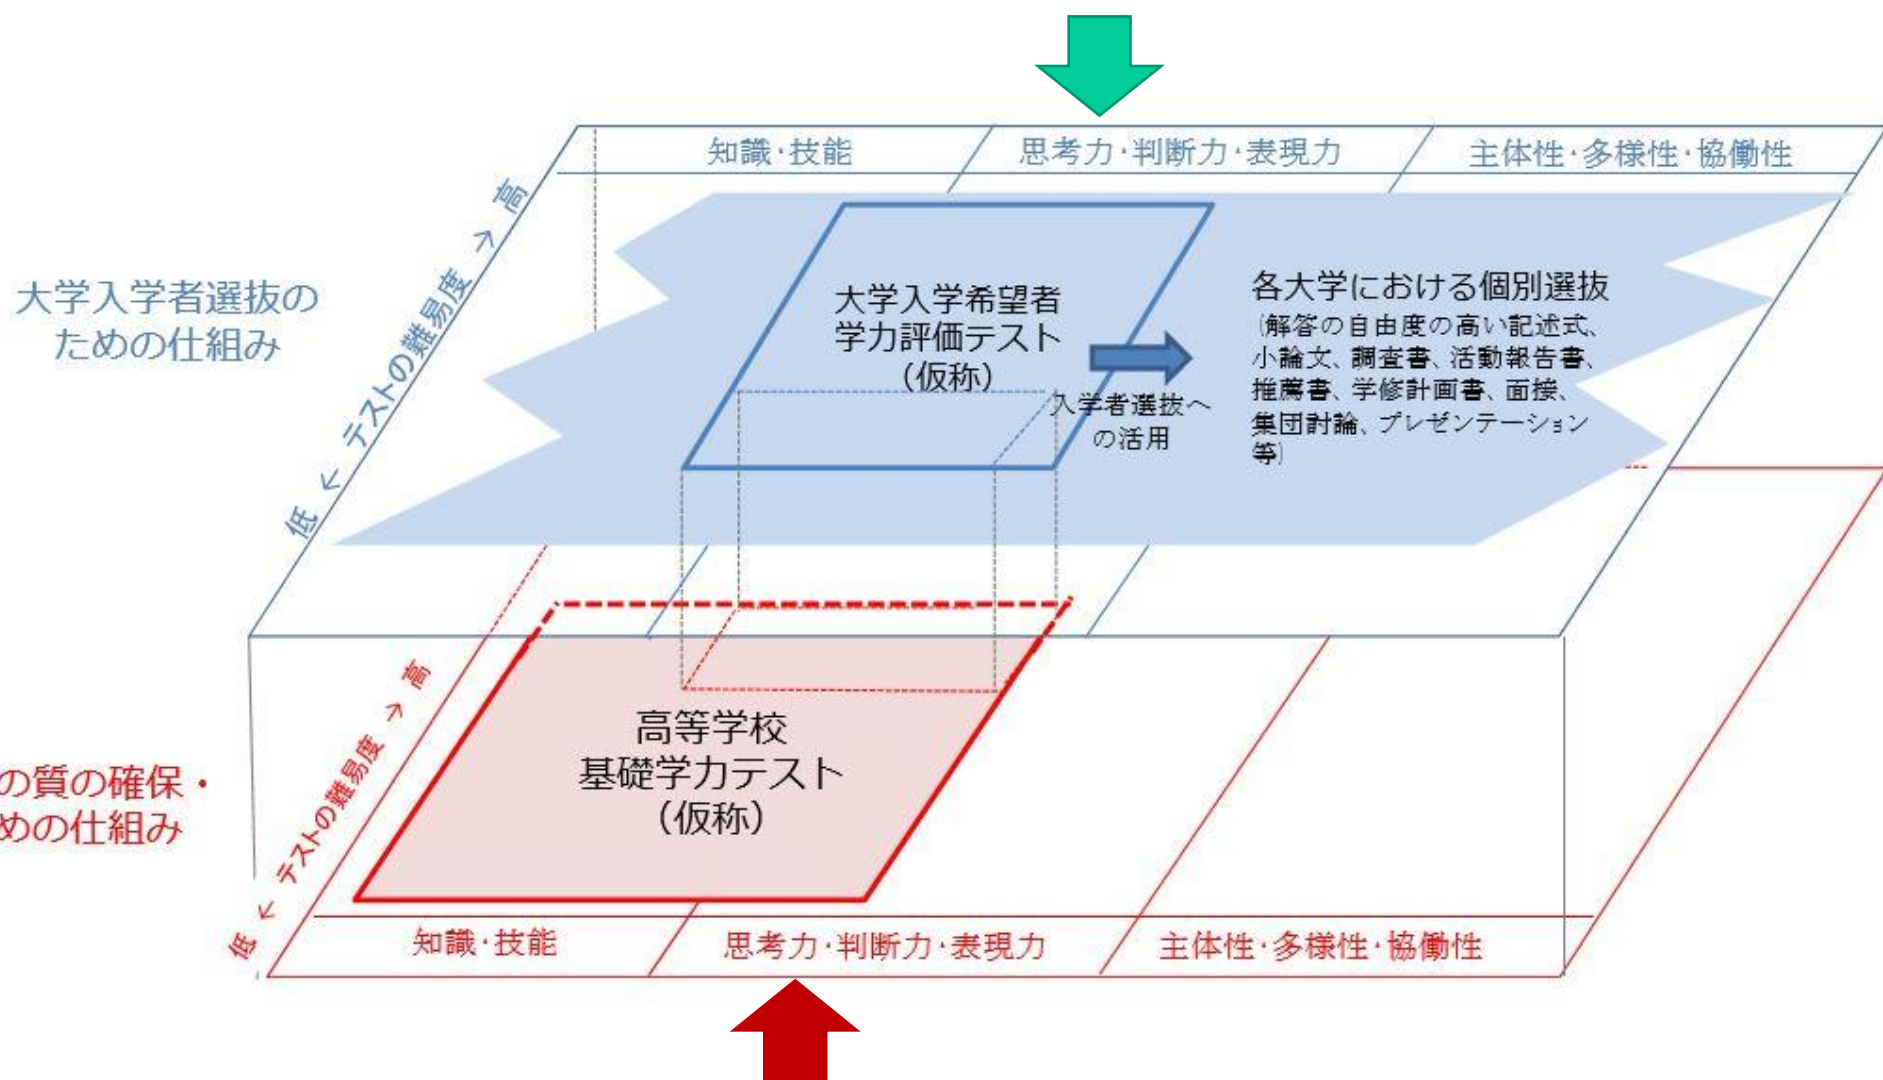 知識・技能
思考力・判断力・表現力
主体性・多様性・協働性
低 ← テストの難易度 → 高
大学入学者選抜の
ための仕組み
大学入学希望者
学力評価テスト
（仮称）
入学者選抜へ
の活用
各大学における個別選抜
（解答の自由度の高い記述式、
小論文、調査書、活動報告書、
推薦書、学修計画書、面接、
集団討論、プレゼンテーション
等）
の質の確保・
めの仕組み
低 ← テストの難易度 → 高
高等学校
基礎学力テスト
（仮称）
知識・技能
思考力・判断力・表現力
主体性・多様性・協働性